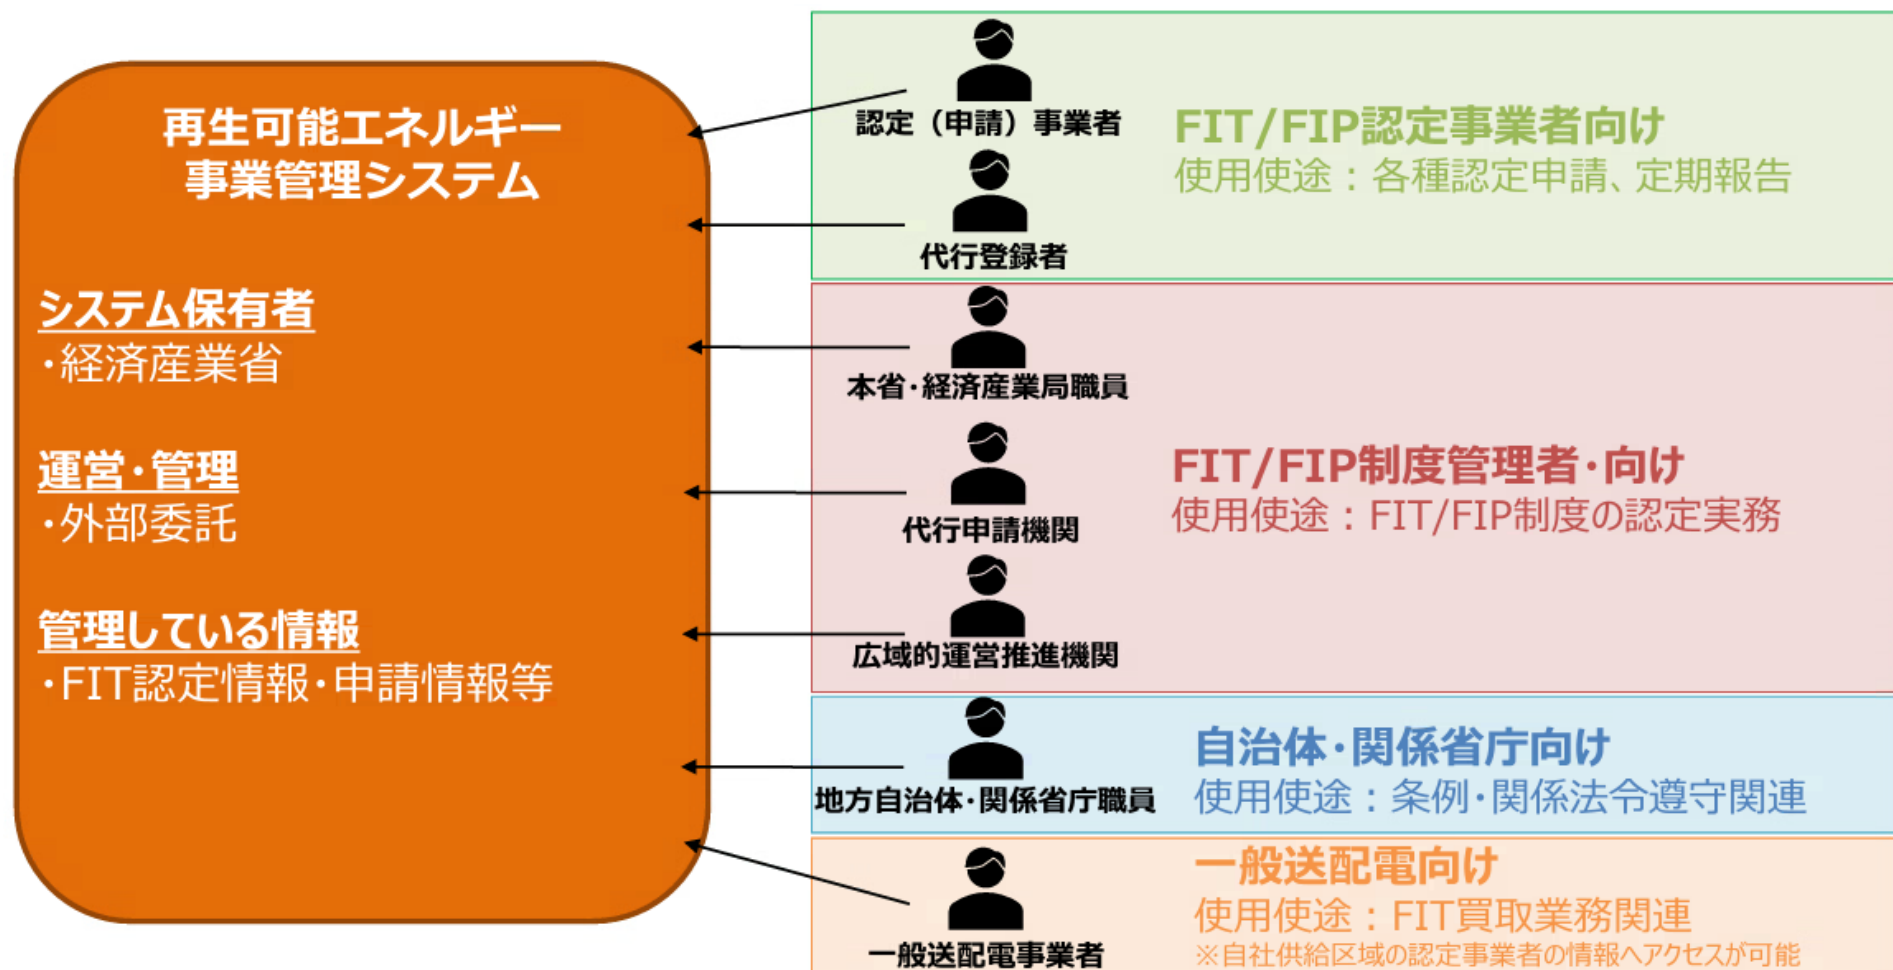 再生可能エネルギー
事業管理システム
システム保有者
・経済産業省
運営・管理
・外部委託
管理している情報
・FIT認定情報・申請情報等
認定（申請）事業者
代行登録者
FIT/FIP認定事業者向け
使用使途：各種認定申請、定期報告
本省・経済産業局職員
代行申請機関
広域的運営推進機関
FIT/FIP制度管理者・向け
使用使途：FIT/FIP制度の認定実務
地方自治体・関係省庁職員
自治体・関係省庁向け
使用使途：条例・関係法令遵守関連
一般送配電事業者
一般送配電向け
使用使途：FIT買取業務関連
※自社供給区域の認定事業者の情報へアクセスが可能